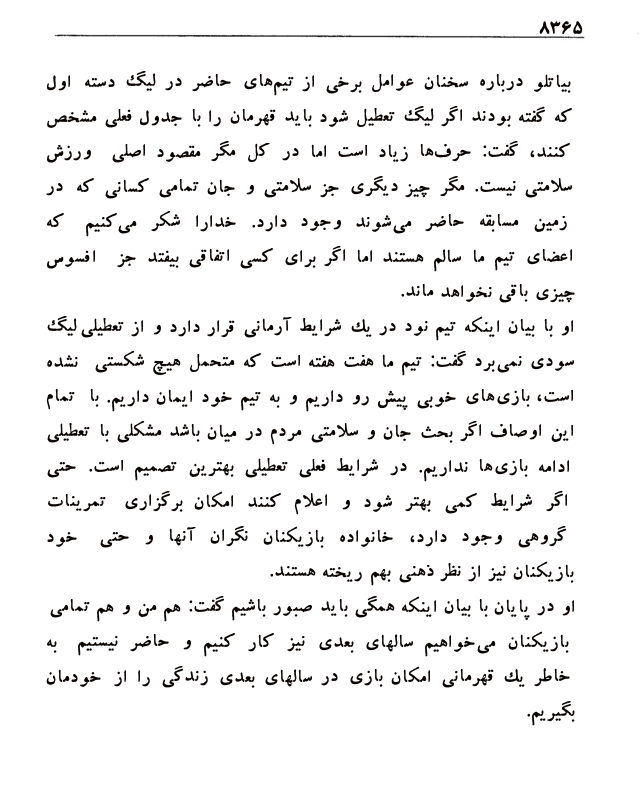 ۸۳۶۵
بیاتلو درباره سخنان عوامل برخی از تیم‌های حاضر در لیگ دسته اول
که گفته بودند اگر لیگ تعطیل شود باید قهرمان را با جدول فعلی مشخص
کنند، گفت: حرف‌ها زیاد است اما در کل مگر مقصود اصلی ورزش
سلامتی نیست. مگر چیز دیگری جز سلامتی و جان تمامی کسانی که در
زمین مسابقه حاضر می‌شوند وجود دارد. خدارا شکر می‌کنیم که
اعضای تیم ما سالم هستند اما اگر برای کسی اتفاقی بیفتد جز افسوس
چیزی باقی نخواهد ماند.
او با بیان اینکه تیم نود در یك شرایط آرمانی قرار دارد و از تعطیلی لیگ
سودی نمی‌برد گفت: تیم ما هفت هفته است که متحمل هیچ شکستی نشده
است، بازی‌های خوبی پیش رو داریم و به تیم خود ایمان داریم. با تمام
این اوصاف اگر بحث جان و سلامتی مردم در میان باشد مشکلی با تعطیلی
ادامه بازی‌ها نداریم. در شرایط فعلی تعطیلی بهترین تصمیم است. حتی
اگر شرایط کمی بهتر شود و اعلام کنند امکان برگزاری تمرینات
گروهی وجود دارد، خانواده بازیکنان نگران آنها و حتی خود
بازیکنان نیز از نظر ذهنی بهم ریخته هستند.
او در پایان با بیان اینکه همگی باید صبور باشیم گفت: هم من و هم تمامی
بازیکنان می‌خواهیم سالهای بعدی نیز کار کنیم و حاضر نیستیم به
خاطر یك قهرمانی امکان بازی در سالهای بعدی زندگی را از خودمان
بگیریم.